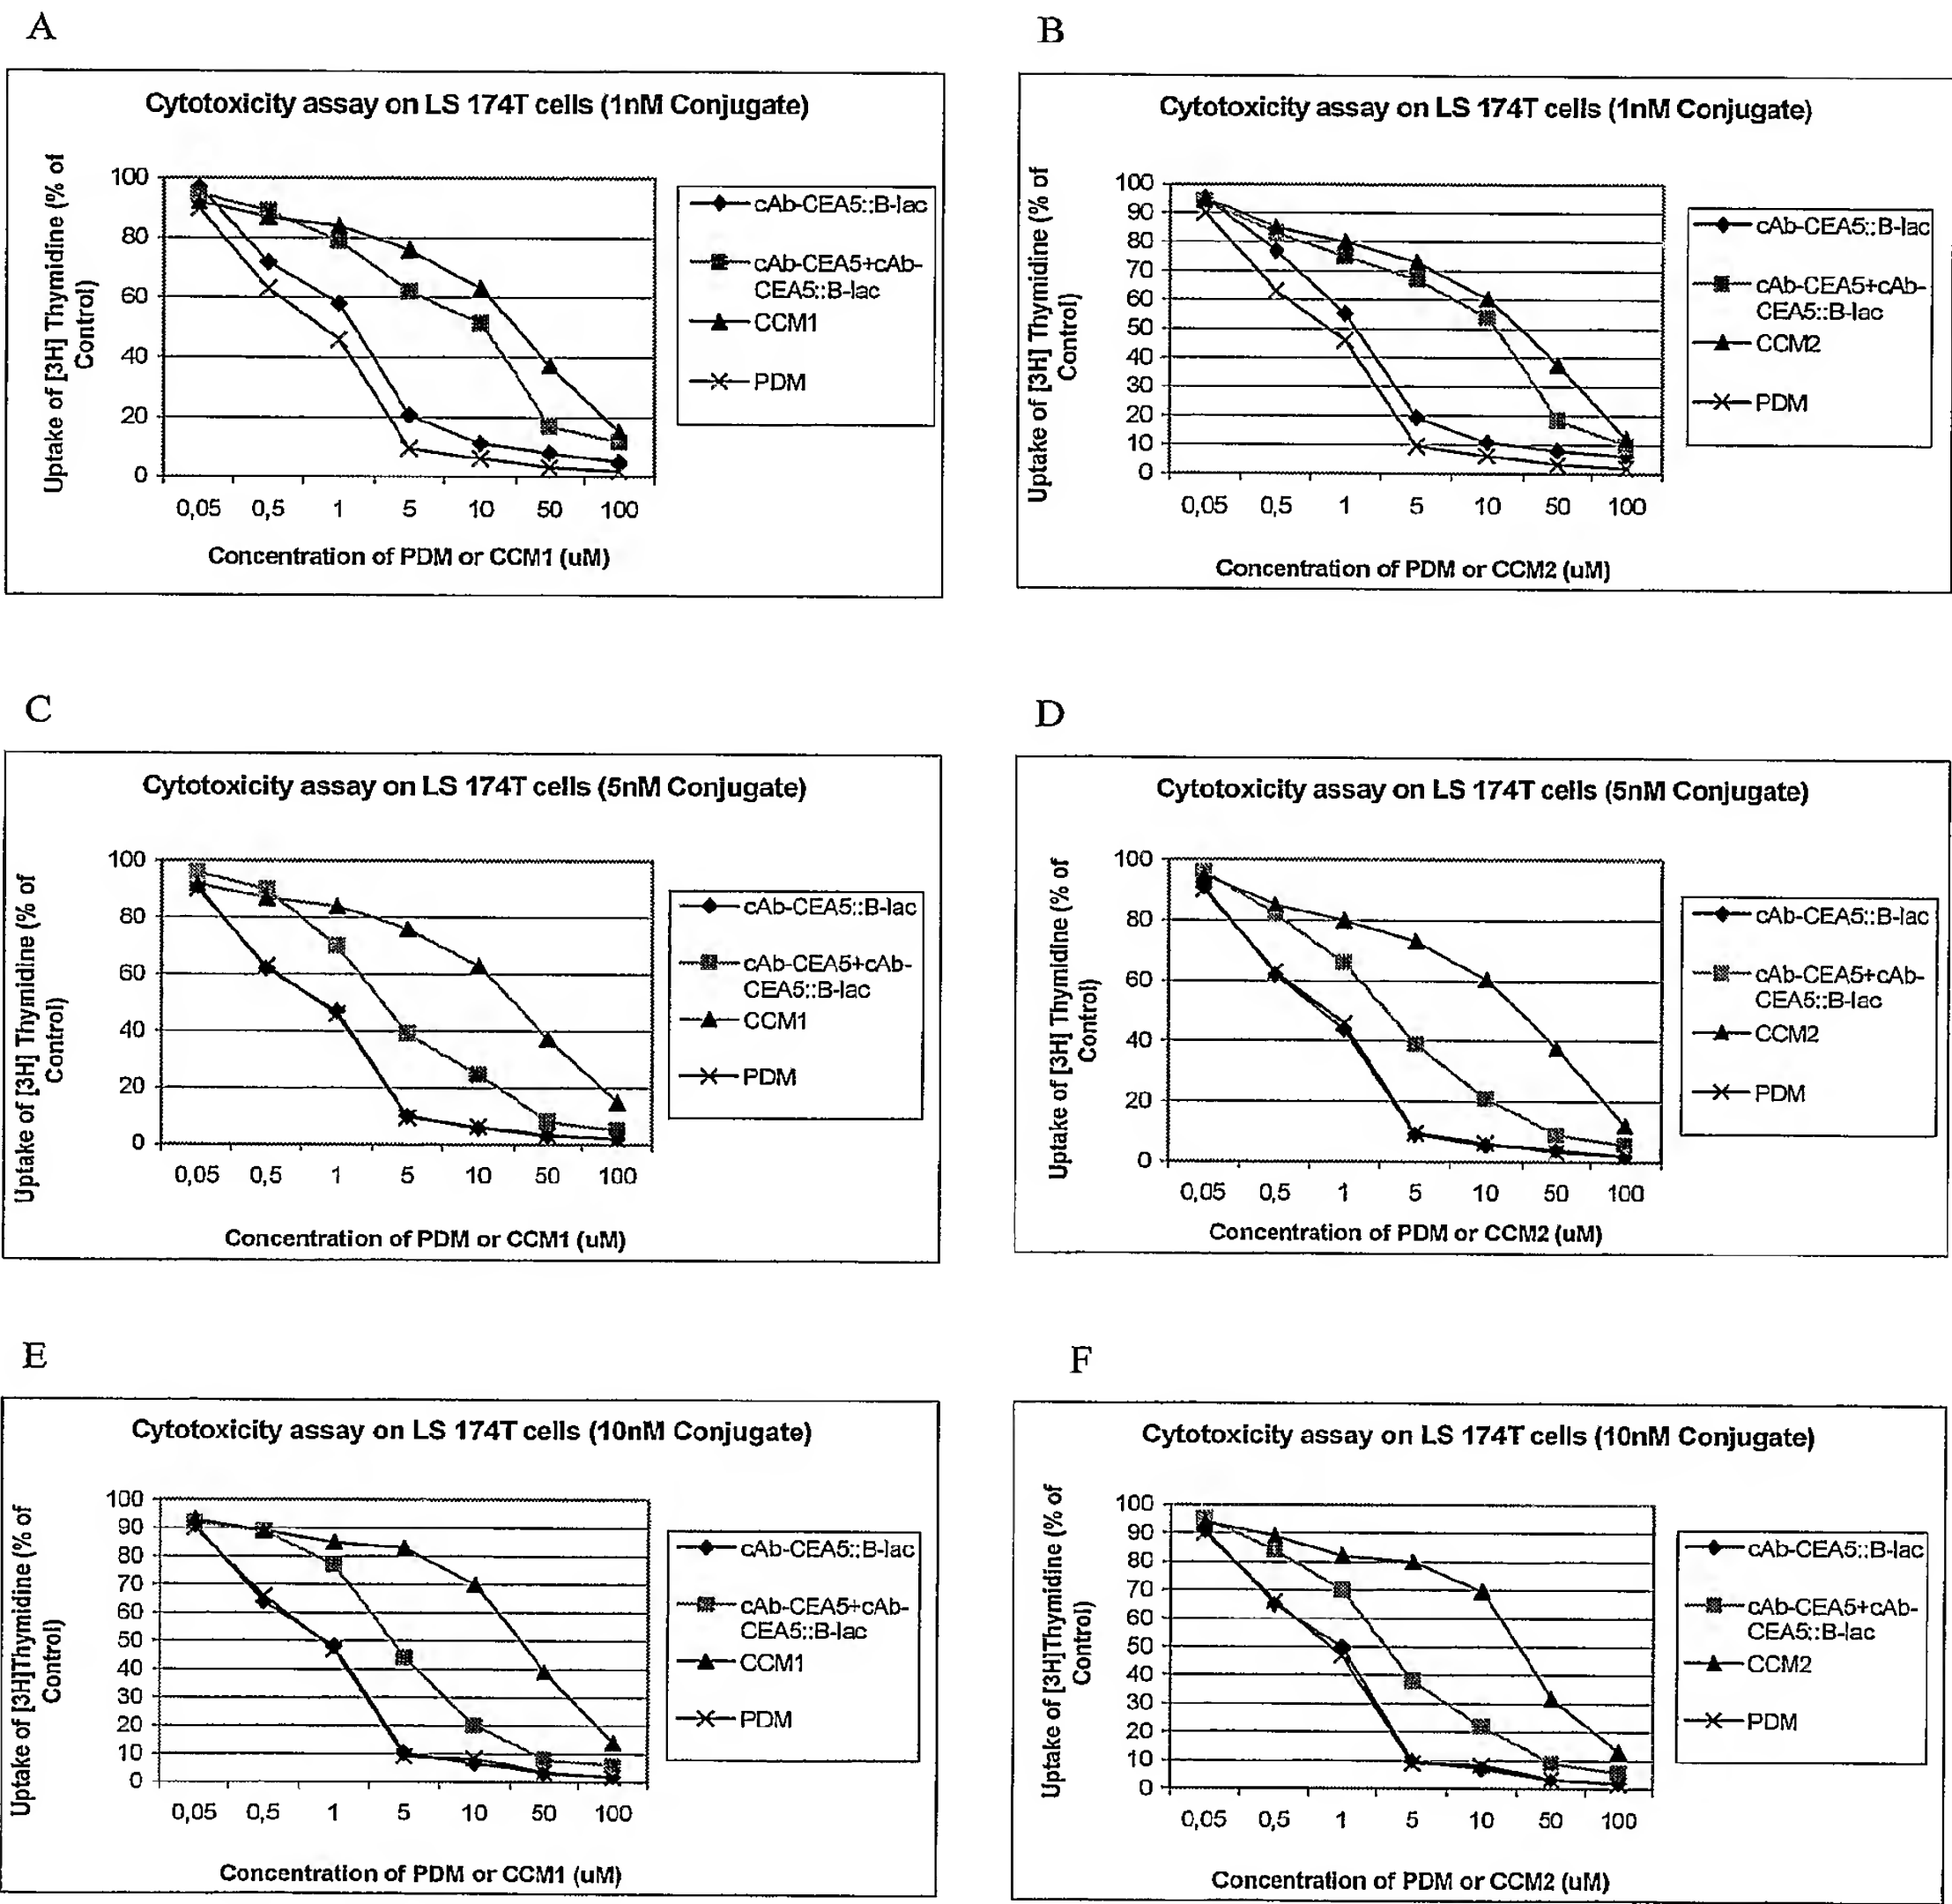 A
Cytotoxicity assay on LS 174T cells (1nM Conjugate)
Uptake of [3H] Thymidine (% of
Control)
100
80
60
40
20
0
0,05 0,5 1 5 10 50 100
Concentration of PDM or CCM1 (uM)
cAb-CEA5::B-lac
cAb-CEA5+cAb-
CEA5::B-lac
CCM1
PDM
B
Cytotoxicity assay on LS 174T cells (1nM Conjugate)
Uptake of [3H] Thymidine (% of
Control)
100
90
80
70
60
50
40
30
20
10
0
0,05 0,5 1 5 10 50 100
Concentration of PDM or CCM2 (uM)
cAb-CEA5::B-lac
cAb-CEA5+cAb-
CEA5::B-lac
CCM2
PDM
C
Cytotoxicity assay on LS 174T cells (5nM Conjugate)
Uptake of [3H] Thymidine (% of
Control)
100
80
60
40
20
0
0,05 0,5 1 5 10 50 100
Concentration of PDM or CCM1 (uM)
cAb-CEA5::B-lac
cAb-CEA5+cAb-
CEA5::B-lac
CCM1
PDM
D
Cytotoxicity assay on LS 174T cells (5nM Conjugate)
Uptake of [3H] Thymidine (% of
Control)
100
80
60
40
20
0
0,05 0,5 1 5 10 50 100
Concentration of PDM or CCM2 (uM)
cAb-CEA5::B-lac
cAb-CEA5+cAb-
CEA5::B-lac
CCM2
PDM
E
Cytotoxicity assay on LS 174T cells (10nM Conjugate)
Uptake of [3H]Thymidine (% of
Control)
100
90
80
70
60
50
40
30
20
10
0
0,05 0,5 1 5 10 50 100
Concentration of PDM or CCM1 (uM)
cAb-CEA5::B-lac
cAb-CEA5+cAb-
CEA5::B-lac
CCM1
PDM
F
Cytotoxicity assay on LS 174T cells (10nM Conjugate)
Uptake of [3H]Thymidine (% of
Control)
100
90
80
70
60
50
40
30
20
10
0
0,05 0,5 1 5 10 50 100
Concentration of PDM or CCM2 (uM)
cAb-CEA5::B-lac
cAb-CEA5+cAb-
CEA5::B-lac
CCM2
PDM